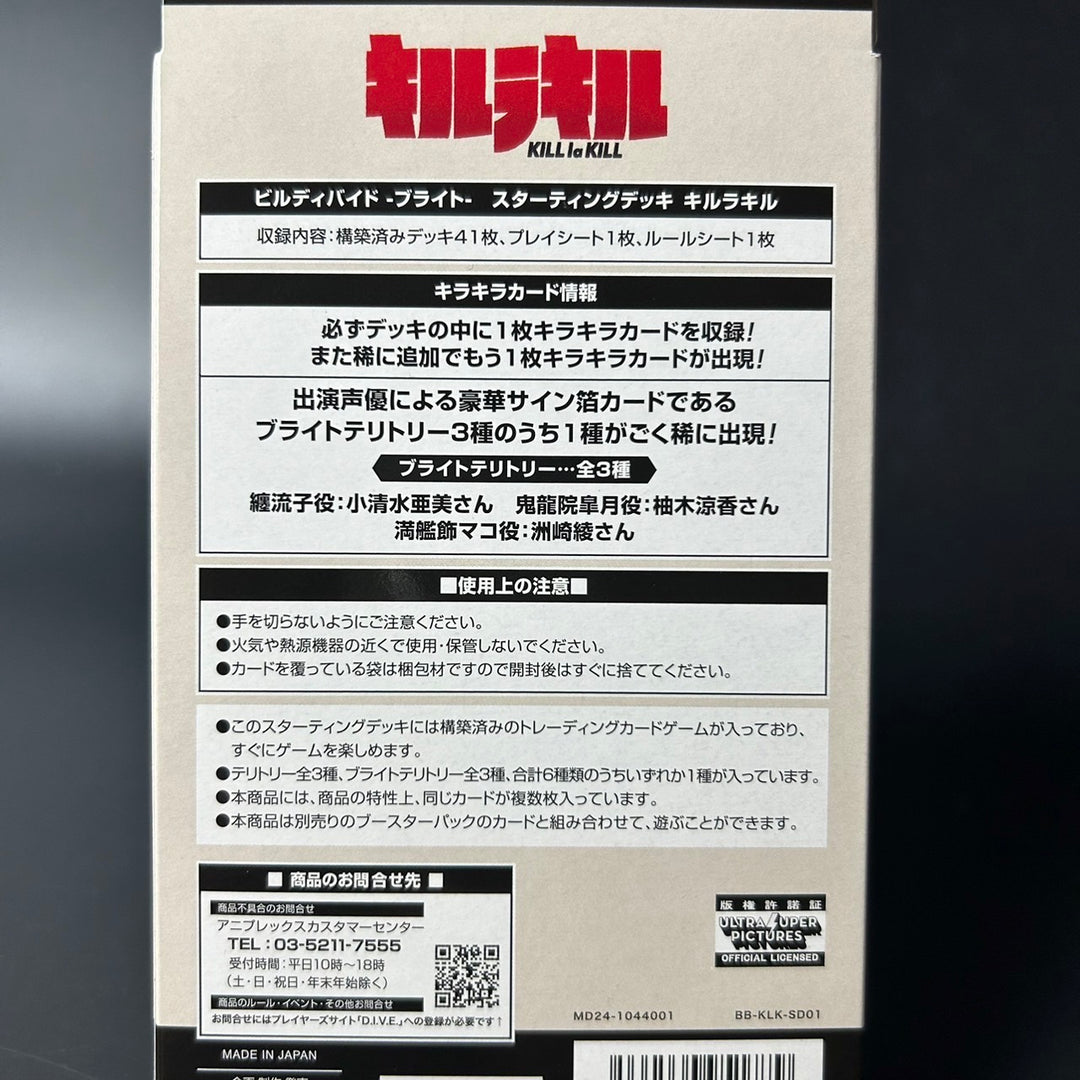 キルラキル
KILL la KILL
ビルディバイド -ブライト- スターティングデッキ キルラキル
収録内容：構築済みデッキ41枚、プレイシート1枚、ルールシート1枚
キラキラカード情報
必ずデッキの中に1枚キラキラカードを収録！
また稀に追加でもう1枚キラキラカードが出現！
出演声優による豪華サイン箔カードである
ブライトテリトリー3種のうち1種がごく稀に出現！
ブライトテリトリー…全3種
纏流子役：小清水亜美さん 鬼龍院皐月役：柚木涼香さん
満艦飾マコ役：洲崎綾さん
■使用上の注意■
●手を切らないようにご注意ください。
●火気や熱源機器の近くで使用・保管しないでください。
●カードを覆っている袋は梱包材ですので開封後はすぐに捨ててください。
●このスターティングデッキには構築済みのトレーディングカードゲームが入っており、
すぐにゲームを楽しめます。
●テリトリー全3種、ブライトテリトリー全3種、合計6種類のうちいずれか1種が入っています。
●本商品には、商品の特性上、同じカードが複数枚入っています。
●本商品は別売りのブースターパックのカードと組み合わせて、遊ぶことができます。
■ 商品のお問合せ先 ■
商品不具合のお問合せ
アニプレックスカスタマーセンター
TEL：03-5211-7555
受付時間：平日10時～18時
（土・日・祝日・年末年始除く）
商品のルール・イベント・その他お問合せ
お問合せにはプレイヤーズサイト「D.I.V.E.」への登録が必要です↑
版権許諾証
ULTRA SUPER
PICTURES
OFFICIAL LICENSED
MD24-1044001 BB-KLK-SD01
MADE IN JAPAN